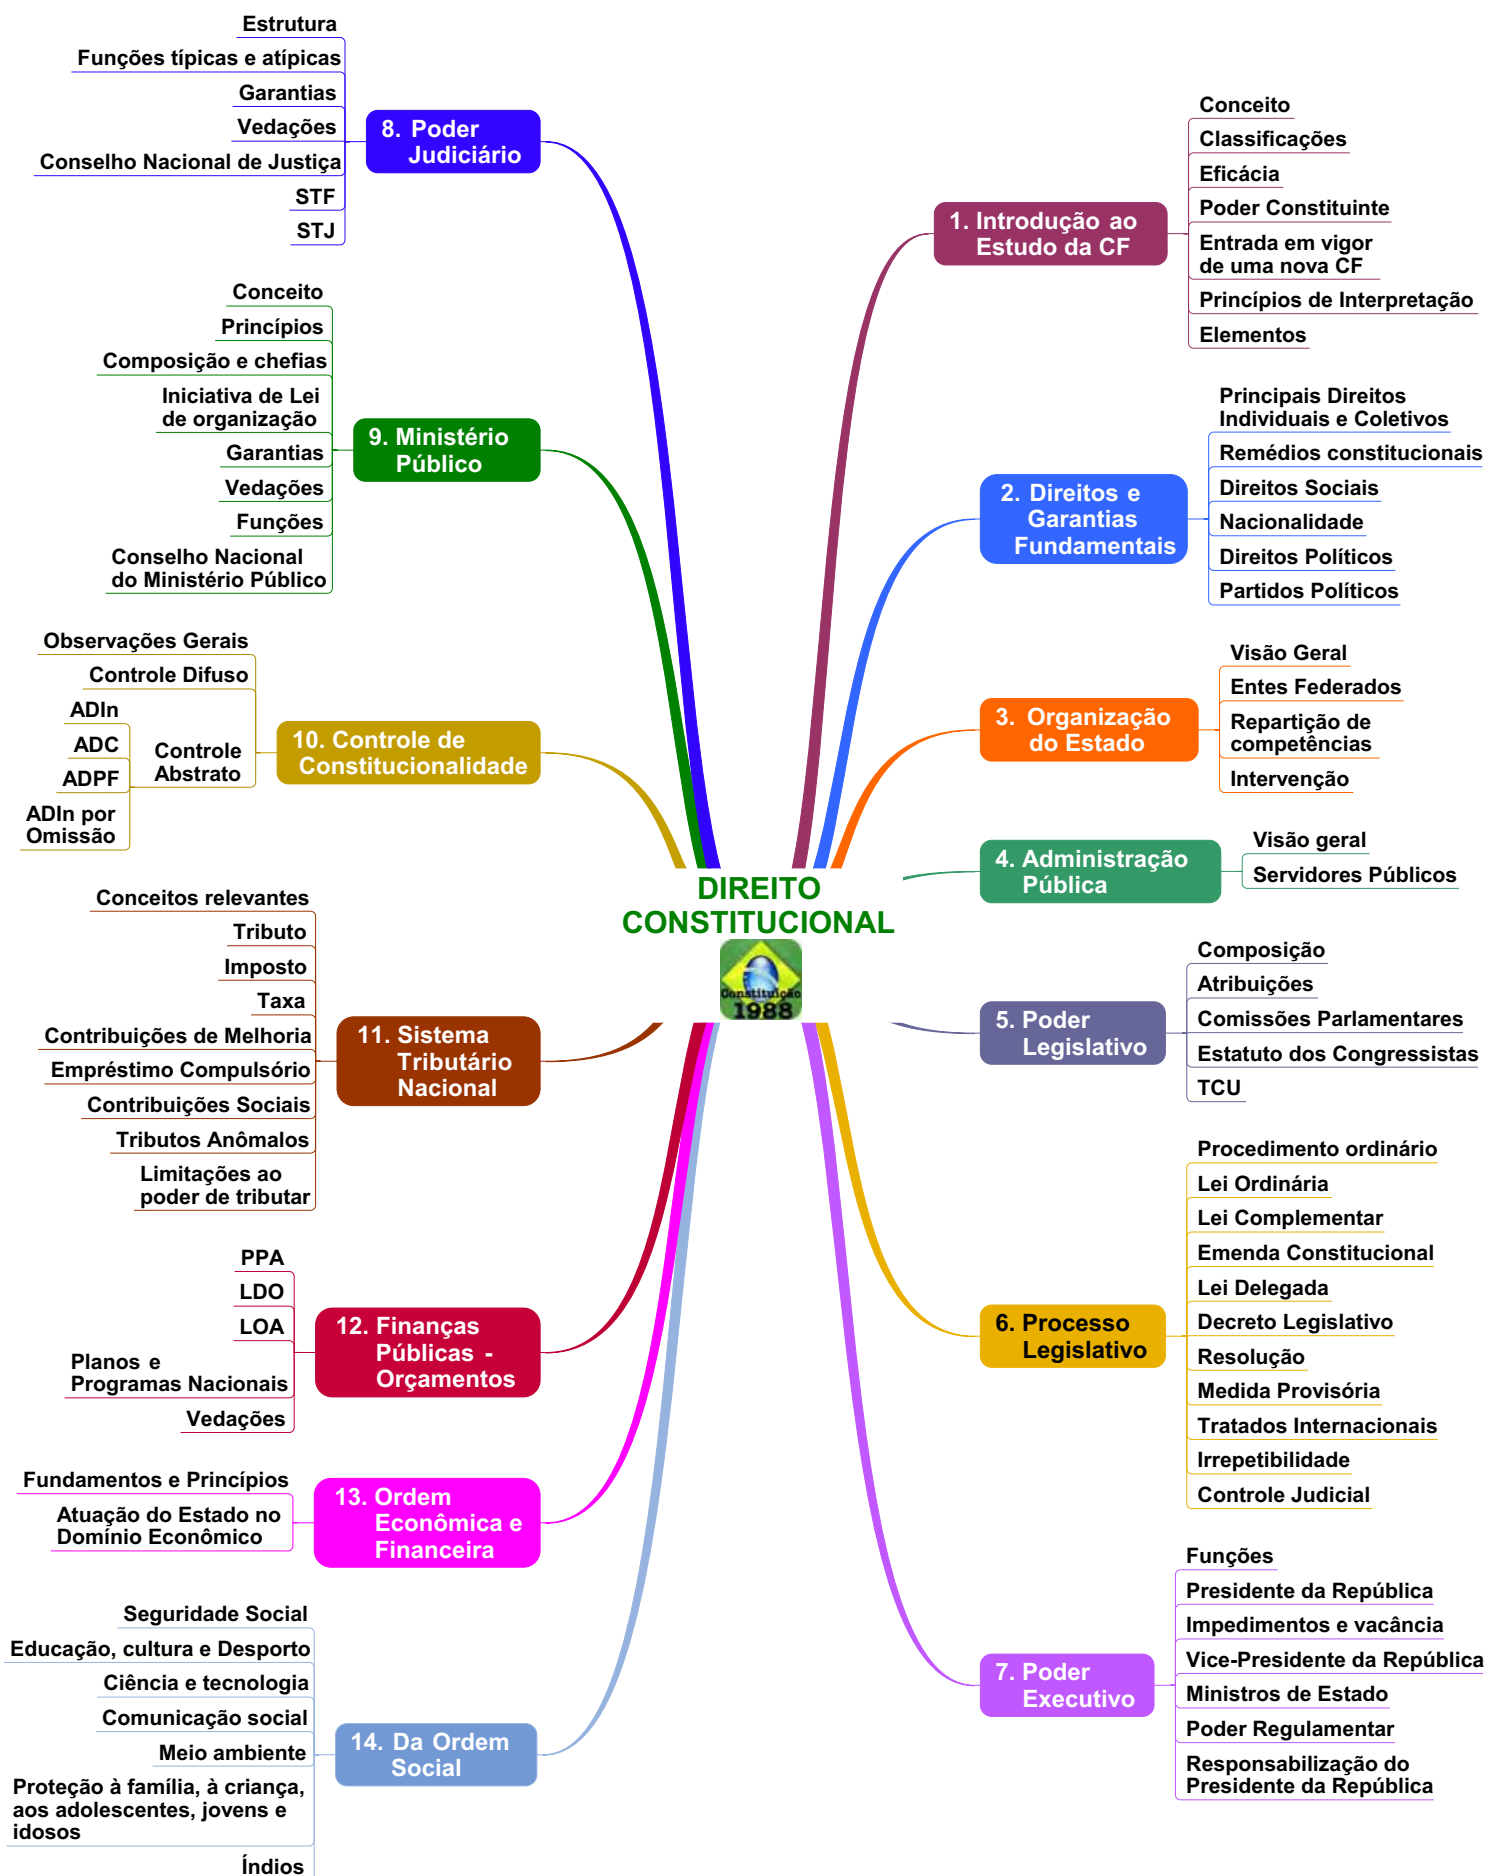 DIREITO
CONSTITUCIONAL
Constituição
1988
1. Introdução ao
Estudo da CF
Conceito
Classificações
Eficácia
Poder Constituinte
Entrada em vigor
de uma nova CF
Princípios de Interpretação
Elementos
2. Direitos e
Garantias
Fundamentais
Principais Direitos
Individuais e Coletivos
Remédios constitucionais
Direitos Sociais
Nacionalidade
Direitos Políticos
Partidos Políticos
3. Organização
do Estado
Visão Geral
Entes Federados
Repartição de
competências
Intervenção
4. Administração
Pública
Visão geral
Servidores Públicos
5. Poder
Legislativo
Composição
Atribuições
Comissões Parlamentares
Estatuto dos Congressistas
TCU
6. Processo
Legislativo
Procedimento ordinário
Lei Ordinária
Lei Complementar
Emenda Constitucional
Lei Delegada
Decreto Legislativo
Resolução
Medida Provisória
Tratados Internacionais
Irrepetibilidade
Controle Judicial
7. Poder
Executivo
Funções
Presidente da República
Impedimentos e vacância
Vice-Presidente da República
Ministros de Estado
Poder Regulamentar
Responsabilização do
Presidente da República
8. Poder
Judiciário
Estrutura
Funções típicas e atípicas
Garantias
Vedações
Conselho Nacional de Justiça
STF
STJ
9. Ministério
Público
Conceito
Princípios
Composição e chefias
Iniciativa de Lei
de organização
Garantias
Vedações
Funções
Conselho Nacional
do Ministério Público
10. Controle de
Constitucionalidade
Observações Gerais
Controle Difuso
Controle
Abstrato
ADIn
ADC
ADPF
ADIn por
Omissão
11. Sistema
Tributário
Nacional
Conceitos relevantes
Tributo
Imposto
Taxa
Contribuições de Melhoria
Empréstimo Compulsório
Contribuições Sociais
Tributos Anômalos
Limitações ao
poder de tributar
12. Finanças
Públicas -
Orçamentos
PPA
LDO
LOA
Planos e
Programas Nacionais
Vedações
13. Ordem
Econômica e
Financeira
Fundamentos e Princípios
Atuação do Estado no
Domínio Econômico
14. Da Ordem
Social
Seguridade Social
Educação, cultura e Desporto
Ciência e tecnologia
Comunicação social
Meio ambiente
Proteção à família, à criança,
aos adolescentes, jovens e
idosos
Índios